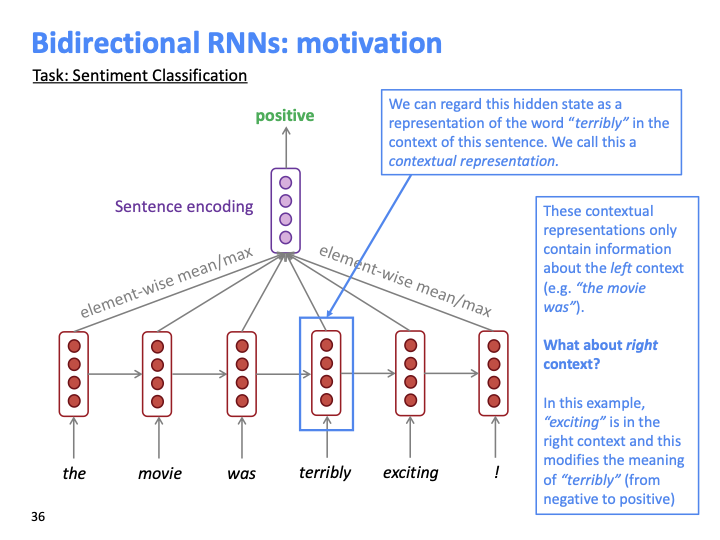 Bidirectional RNNs: motivation
Task: Sentiment Classification
positive
We can regard this hidden state as a
representation of the word “terribly” in the
context of this sentence. We call this a
contextual representation.
Sentence encoding
element-wise mean/max
element-wise mean/max
These contextual
representations only
contain information
about the left context
(e.g. “the movie
was”).
What about right
context?
In this example,
“exciting” is in the
right context and this
modifies the meaning
of “terribly” (from
negative to positive)
the movie was terribly exciting !
36